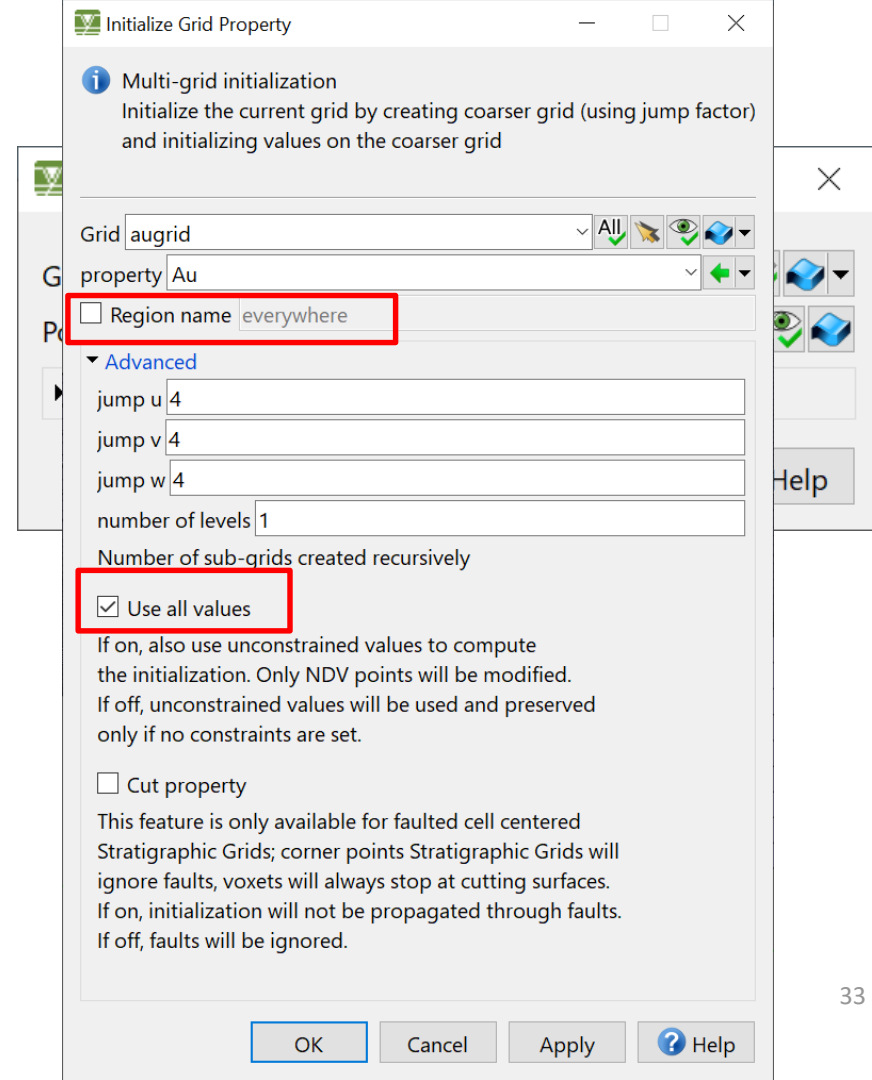 Initialize Grid Property
Multi-grid initialization
Initialize the current grid by creating coarser grid (using jump factor)
and initializing values on the coarser grid
Grid augrid All
G property Au
Region name everywhere
Po
Advanced
jump u 4
jump v 4
jump w 4
Help
number of levels 1
Number of sub-grids created recursively
Use all values
If on, also use unconstrained values to compute
the initialization. Only NDV points will be modified.
If off, unconstrained values will be used and preserved
only if no constraints are set.
Cut property
This feature is only available for faulted cell centered
Stratigraphic Grids; corner points Stratigraphic Grids will
ignore faults, voxets will always stop at cutting surfaces.
If on, initialization will not be propagated through faults.
If off, faults will be ignored.
33
OK Cancel Apply Help